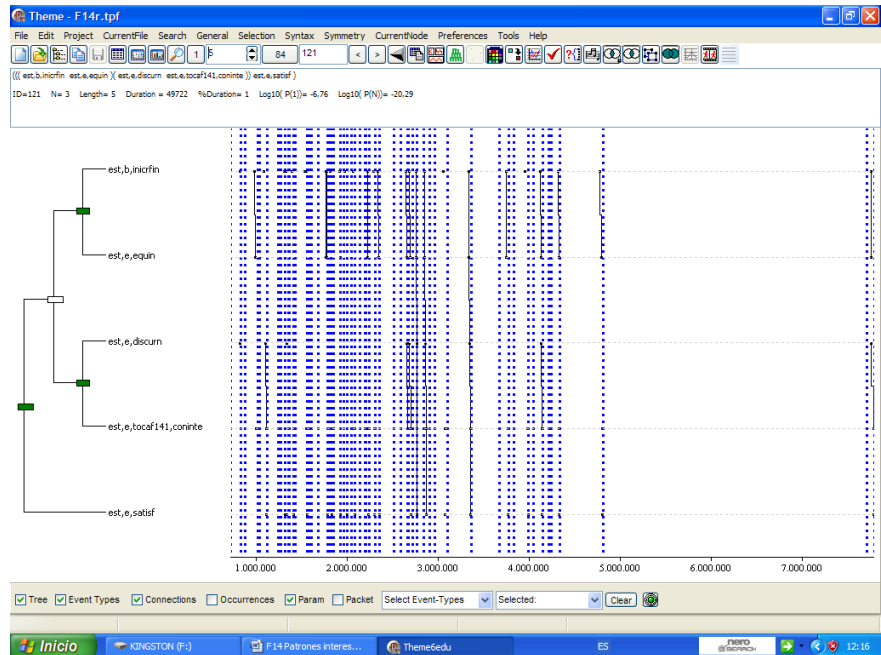 Theme - F14r.tpf
File Edit Project CurrentFile Search General Selection Syntax Symmetry CurrentNode Preferences Tools Help
1 5 84 121 < >
((( est,b,inicrfin est,e,equin )( est,e,discurn est,e,tocaf141,coninte )) est,e,satisf )
ID=121 N= 3 Length= 5 Duration = 49722 %Duration= 1 Log10( P(1))= -6,76 Log10( P(N))= -20,29
est,b,inicrfin
est,e,equin
est,e,discurn
est,e,tocaf141,coninte
est,e,satisf
1.000.000 2.000.000 3.000.000 4.000.000 5.000.000 6.000.000 7.000.000
Tree Event Types Connections Occurrences Param Packet Select Event-Types Selected: Clear
Inicio KINGSTON (F:) F14 Patrones interes... Theme6edu ES nero SEARCH 12:16